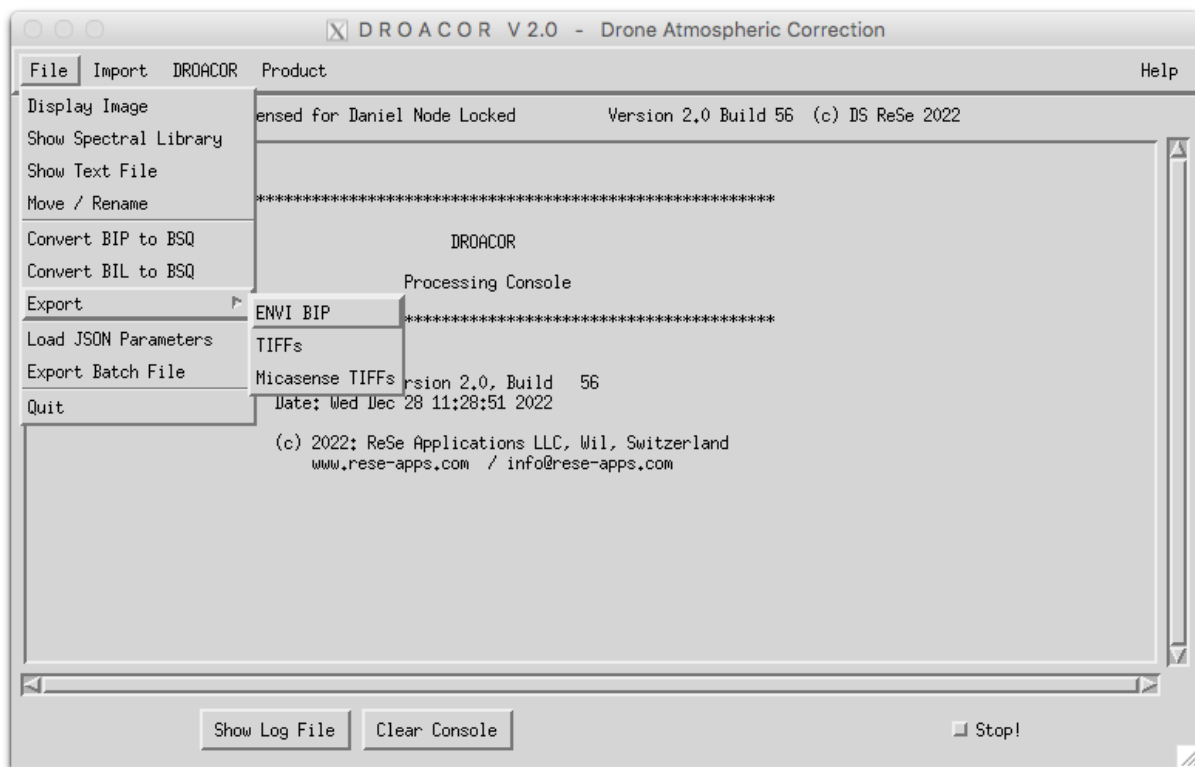 DROACOR V2.0 - Drone Atmospheric Correction
File Import DROACOR Product Help
Display Image
Show Spectral Library
Show Text File
Move / Rename
Convert BIP to BSQ
Convert BIL to BSQ
Export
Load JSON Parameters
Export Batch File
Quit
ENVI BIP
TIFFs
Micasense TIFFs
for Daniel Node Locked Version 2.0 Build 56 (c) DS ReSe 2022
********************************************************
DROACOR
Processing Console
****************************************
Version 2.0, Build 56
Date: Wed Dec 28 11:28:51 2022
(c) 2022: ReSe Applications LLC, Wil, Switzerland
www.rese-apps.com / info@rese-apps.com
Show Log File Clear Console Stop!